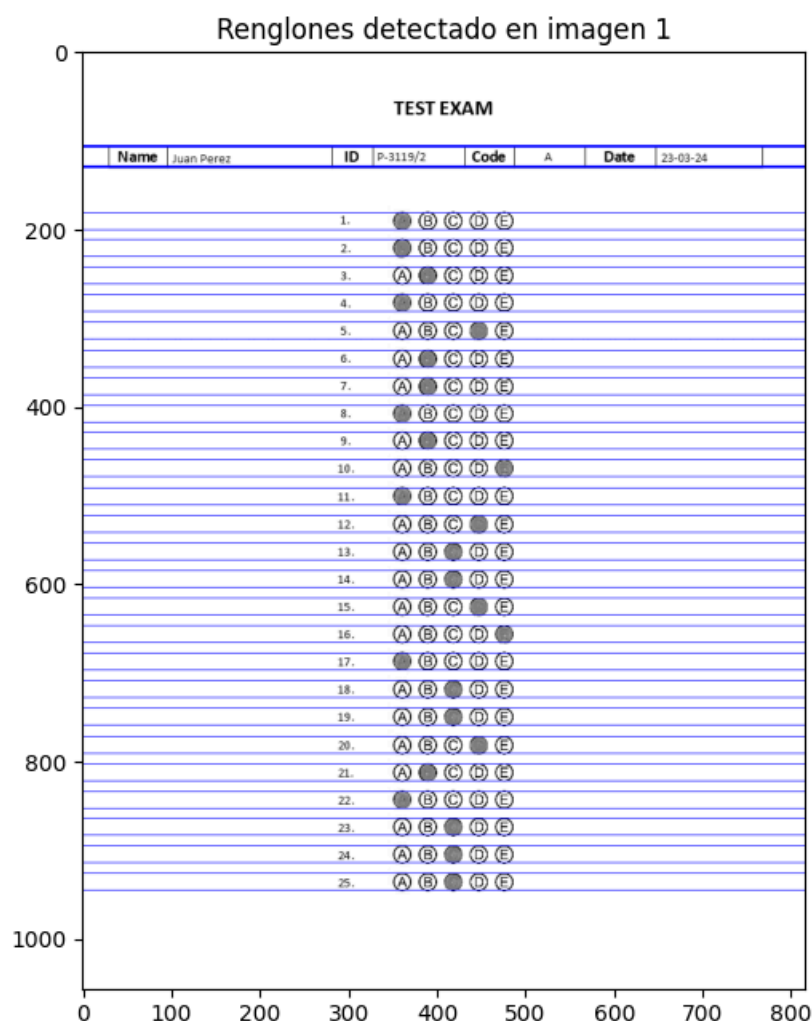 Renglones detectado en imagen 1
0
TEST EXAM
Name Juan Perez ID P-3119/2 Code A Date 23-03-24
200
1. B C D E
2. B C D E
3. A C D E
4. B C D E
5. A B C E
6. A C D E
7. A C D E
400
8. B C D E
9. A C D E
10. A B C D
11. B C D E
12. A B C E
13. A B D E
600
14. A B D E
15. A B C E
16. A B C D
17. B C D E
18. A B D E
19. A B D E
20. A B C E
800
21. A C D E
22. B C D E
23. A B D E
24. A B D E
25. A B D E
1000
0 100 200 300 400 500 600 700 800